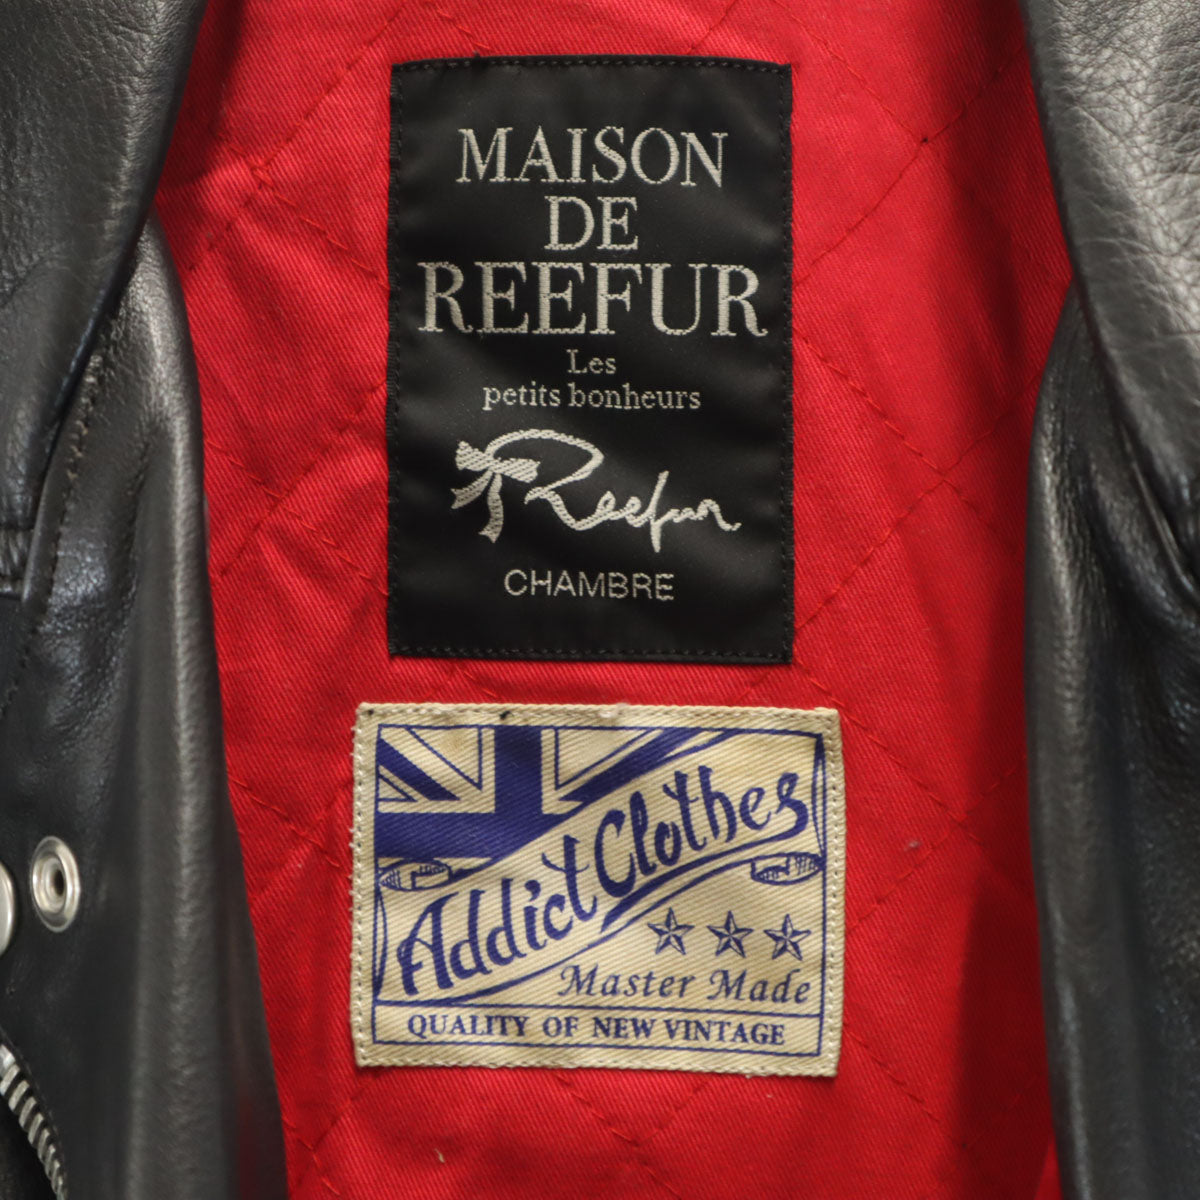 MAISON
DE
REEFUR
Les
petits bonheurs
Reefur
CHAMBRE
Addict Clothes
Master Made
QUALITY OF NEW VINTAGE